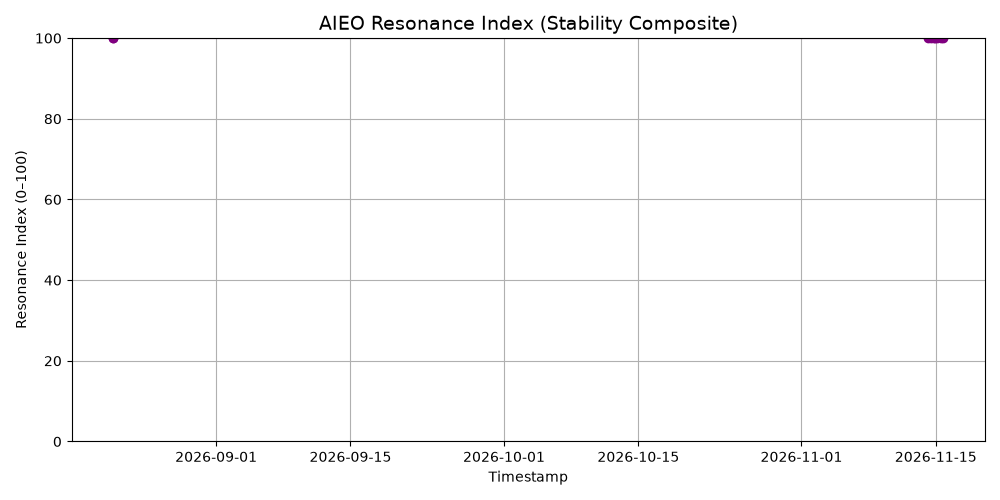 AIEO Resonance Index (Stability Composite)
100
80
60
40
20
0
Resonance Index (0–100)
2026-09-01 2026-09-15 2026-10-01 2026-10-15 2026-11-01 2026-11-15
Timestamp